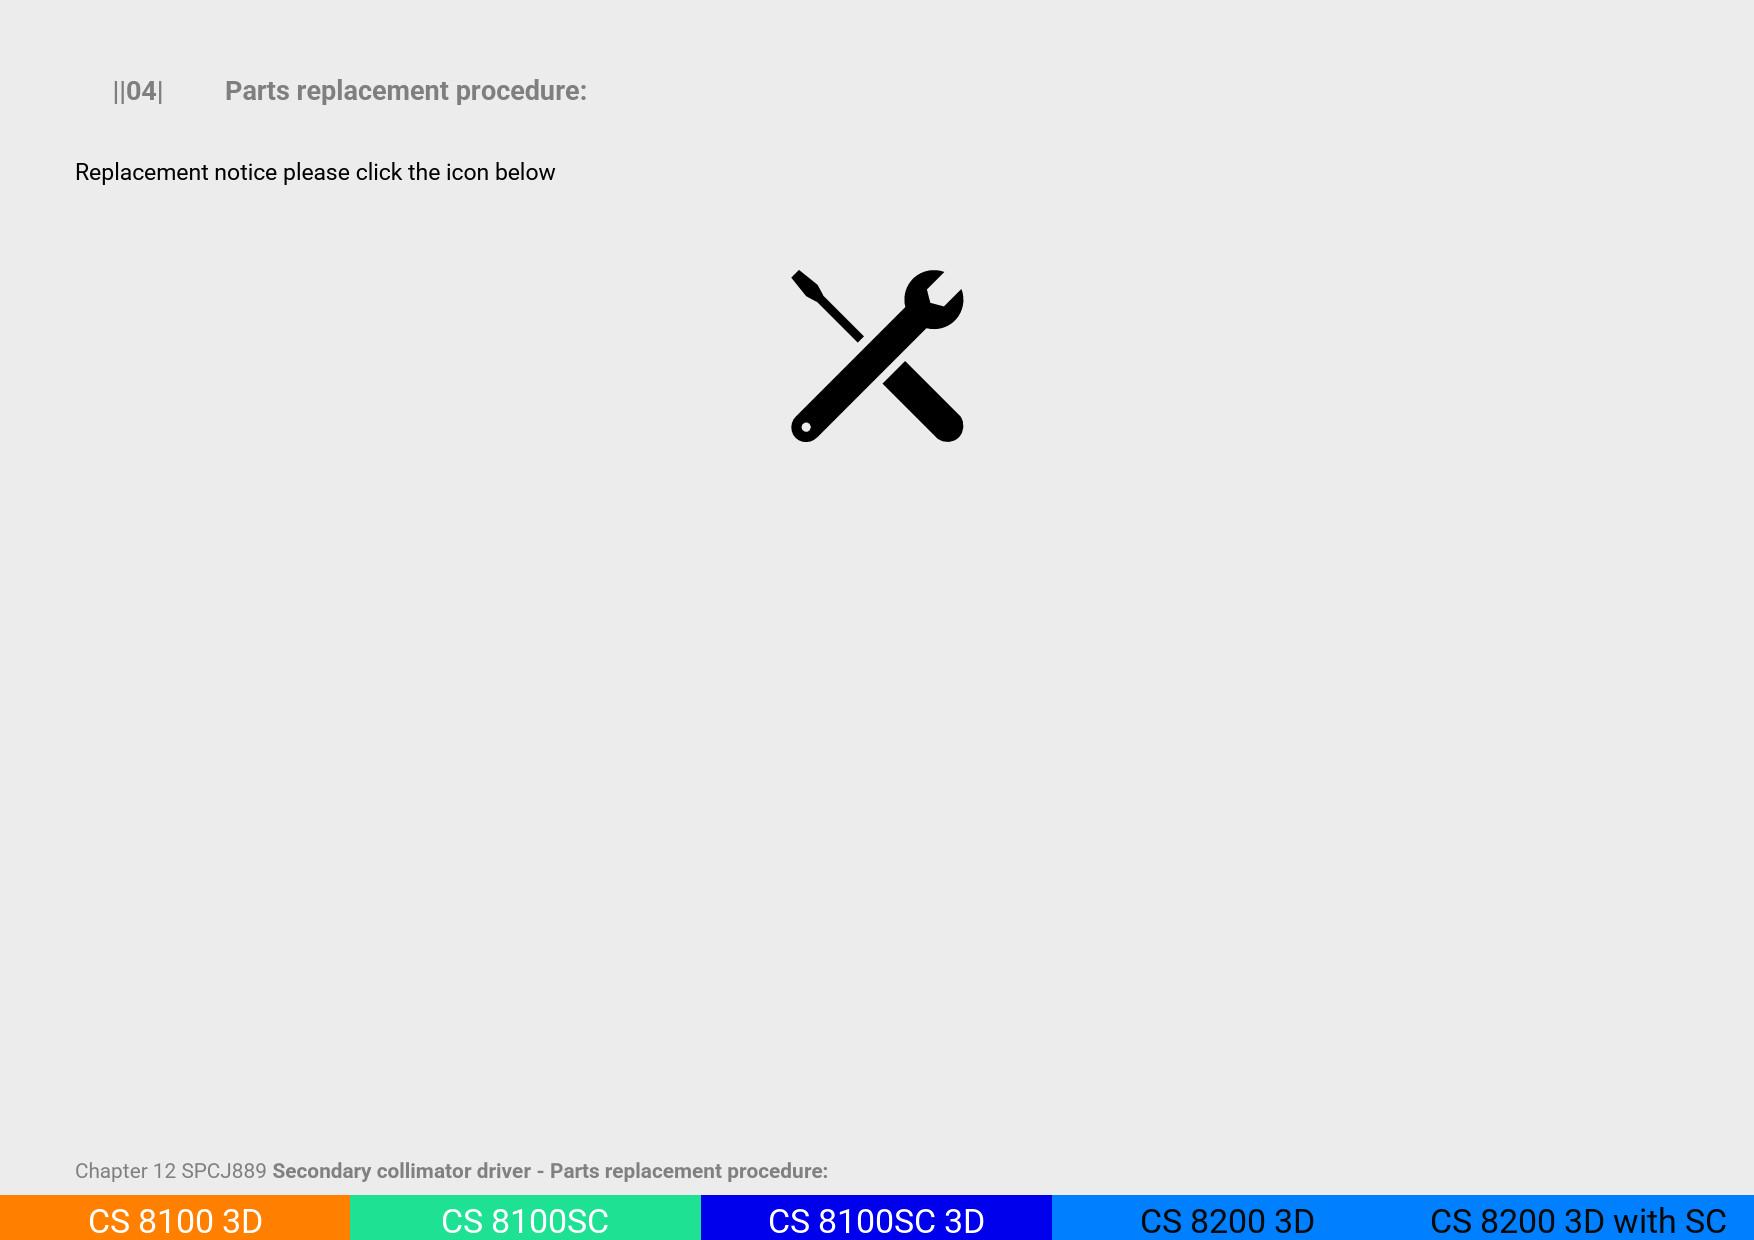 ||04| Parts replacement procedure:
Replacement notice please click the icon below
Chapter 12 SPCJ889 Secondary collimator driver - Parts replacement procedure:
CS 8100 3D CS 8100SC CS 8100SC 3D CS 8200 3D CS 8200 3D with SC